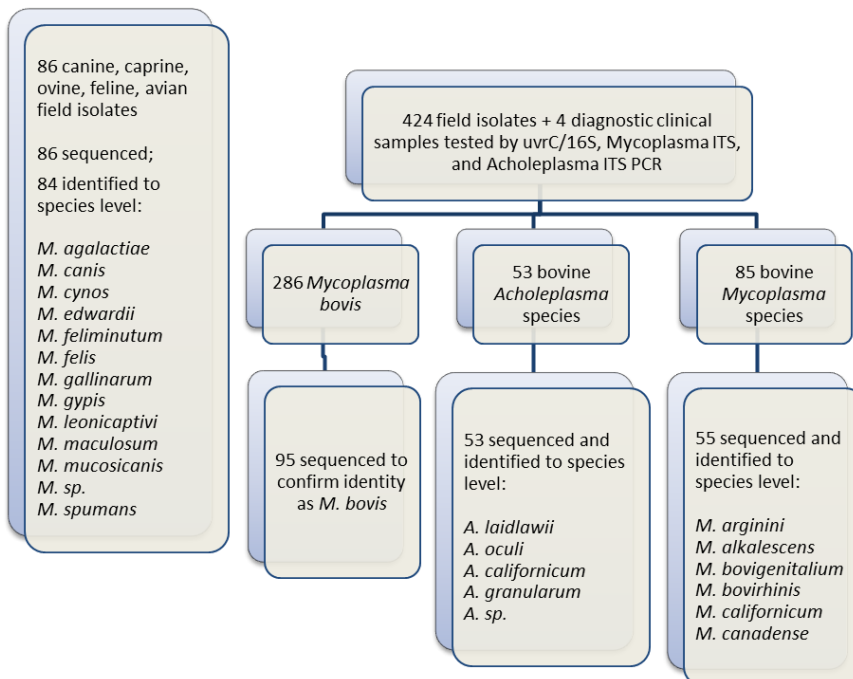 86 canine, caprine,
ovine, feline, avian
field isolates
86 sequenced;
84 identified to
species level:
M. agalactiae
M. canis
M. cynos
M. edwardii
M. feliminutum
M. felis
M. gallinarum
M. gypis
M. leonicaptivi
M. maculosum
M. mucosicanis
M. sp.
M. spumans
424 field isolates + 4 diagnostic clinical
samples tested by uvrC/16S, Mycoplasma ITS,
and Acholeplasma ITS PCR
286 Mycoplasma
bovis
53 bovine
Acholeplasma
species
85 bovine
Mycoplasma
species
95 sequenced to
confirm identity
as M. bovis
53 sequenced and
identified to species
level:
A. laidlawii
A. oculi
A. californicum
A. granularum
A. sp.
55 sequenced and
identified to
species level:
M. arginini
M. alkalescens
M. bovigenitalium
M. bovirhinis
M. californicum
M. canadense